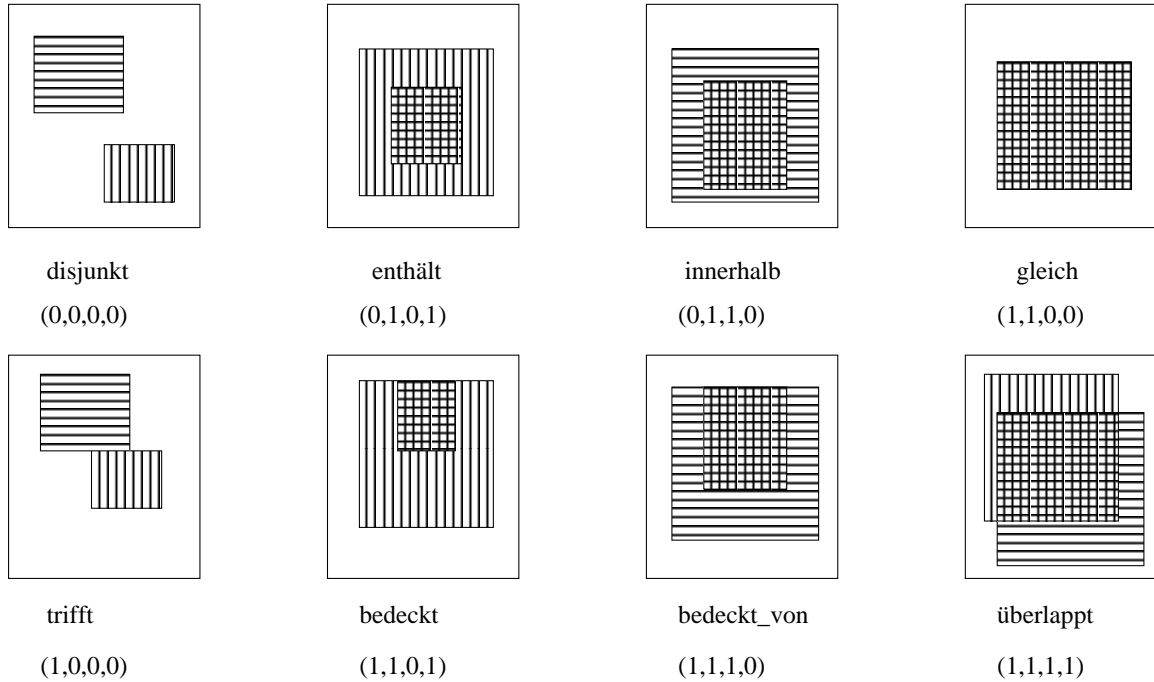 disjunkt
enthält
innerhalb
gleich
(0,0,0,0)
(0,1,0,1)
(0,1,1,0)
(1,1,0,0)
trifft
bedeckt
bedeckt_von
überlappt
(1,0,0,0)
(1,1,0,1)
(1,1,1,0)
(1,1,1,1)